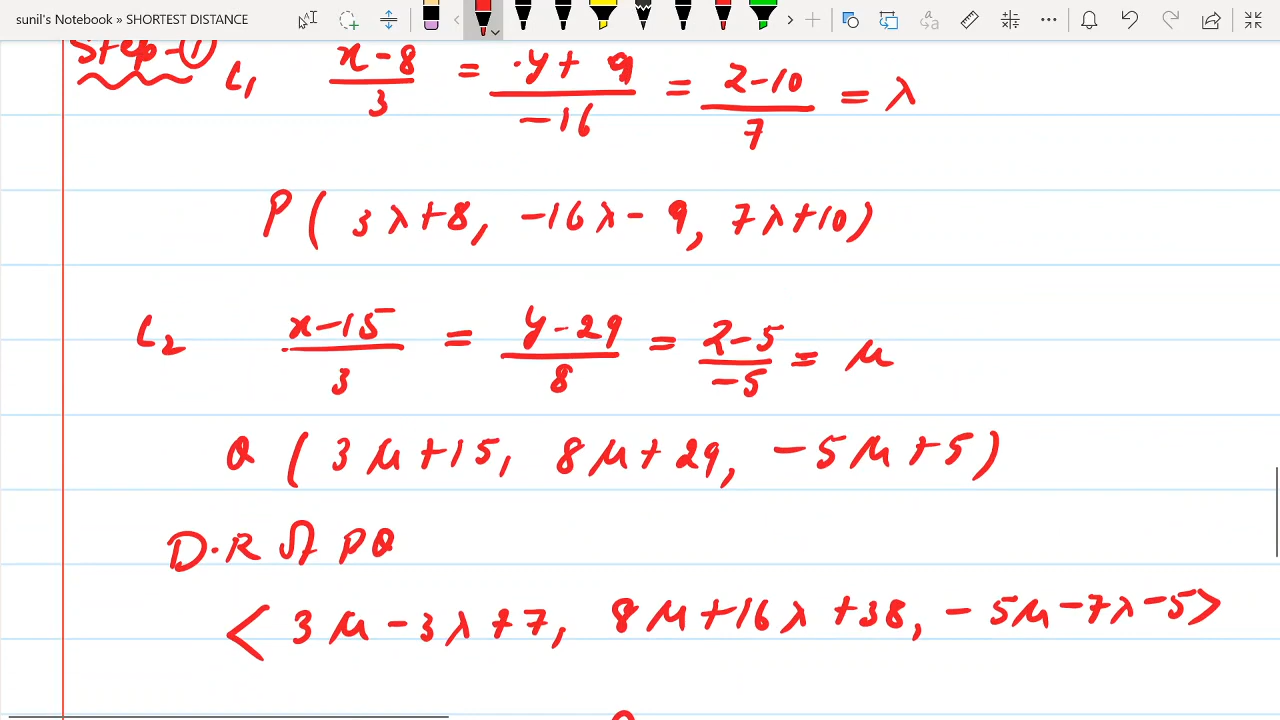 sunil's Notebook » SHORTEST DISTANCE
Step-①
L₁ (x-8)/3 = (y+9)/-16 = (z-10)/7 = λ
P(3λ+8, -16λ-9, 7λ+10)
L₂ (x-15)/3 = (y-29)/8 = (z-5)/-5 = μ
Q(3μ+15, 8μ+29, -5μ+5)
D.R of PQ
<3μ-3λ+7, 8μ+16λ+38, -5μ-7λ-5>